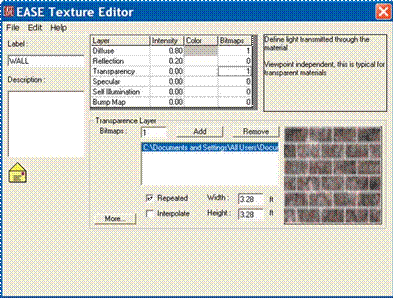 EASE Texture Editor
File Edit Help
Label :
WALL
Description :
Layer Intensity Color Bitmaps
Diffuse 0.80 1
Reflection 0.20 0
Transparency 0.00 1
Specular 0.00 0
Self Illumination 0.00 0
Bump Map 0.00 0
Define light transmitted through the
material
Viewpoint independent, this is typical for
transparent materials
Transparence Layer
Bitmaps : 1 Add Remove
C:\Documents and Settings\All Users\Docu
Repeated Width : 3.28 ft
More... Interpolate Height : 3.28 ft